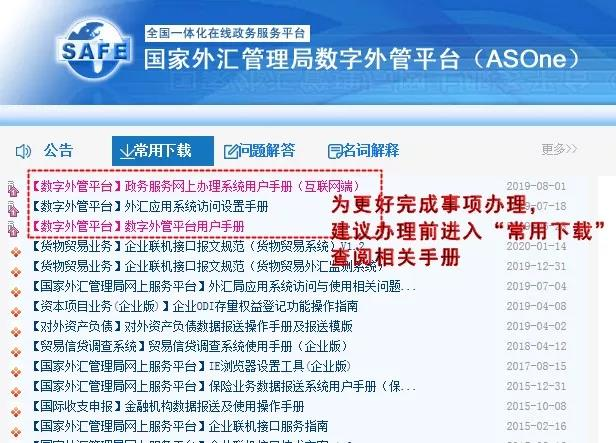 SAFE
全国一体化在线政务服务平台
国家外汇管理局数字外管平台（ASOne）
公告
常用下载
问题解答
名词解释
更多>>
【数字外管平台】政务服务网上办理系统用户手册（互联网端） 2019-08-01
【数字外管平台】外汇应用系统访问设置手册
【数字外管平台】数字外管平台用户手册
为更好完成事项办理，
建议办理前进入“常用下载”
查阅相关手册
【货物贸易业务】企业联机接口报文规范（货物贸易业务）V1.2 2020-01-14
【货物贸易业务】企业联机接口报文规范（货物贸易外汇监测系统） 2019-12-31
【国家外汇管理局网上服务平台】外汇局应用系统访问与使用相关问题... 2019-07-04
【资本项目业务(企业版)】企业ODI存量权益登记功能操作指南 2019-04-08
【对外资产负债】对外资产负债数据报送操作手册及报送模版 2019-04-02
【贸易信贷调查系统】贸易信贷调查系统使用手册（企业版） 2018-04-12
【国家外汇管理局网上服务平台】IE浏览器设置工具(企业版) 2017-08-15
【国家外汇管理局网上服务平台】保险业务数据报送系统用户手册（保... 2015-12-31
【国际收支申报】金融机构数据报送及使用操作手册 2015-10-08
【国家外汇管理局网上服务平台】企业联机接口服务指南 2015-02-16